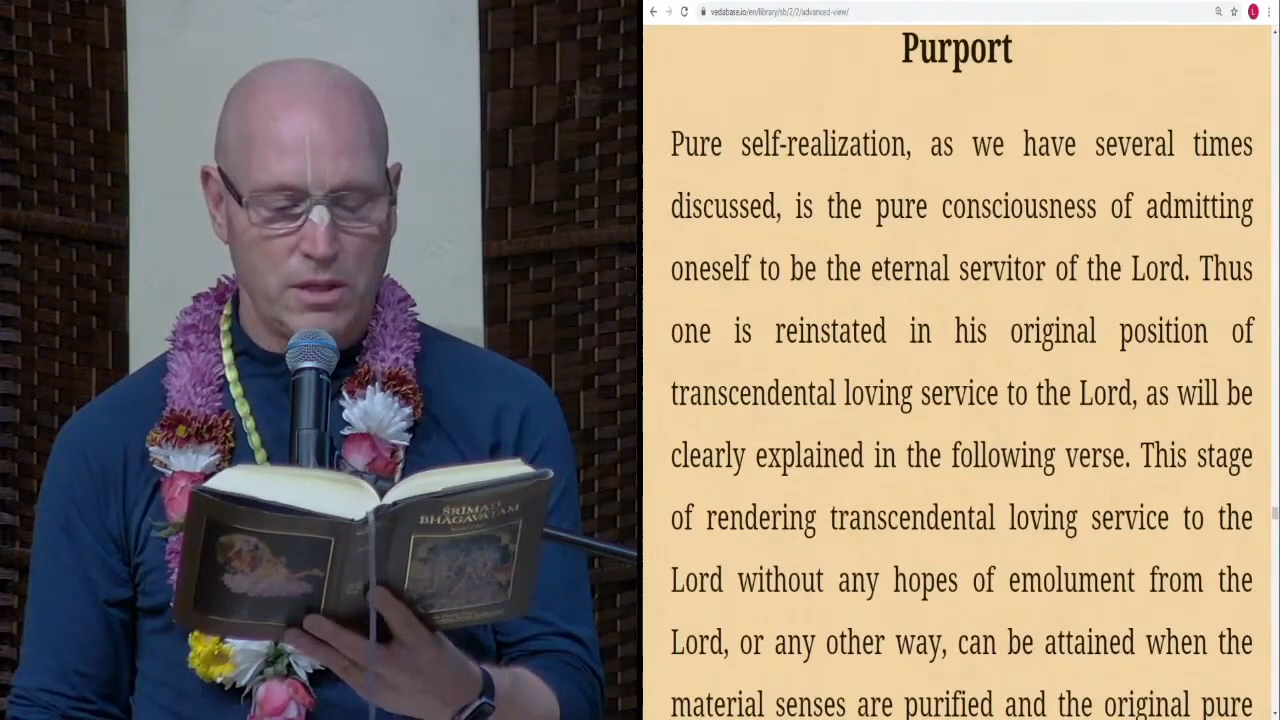 vedabase.io/en/library/sb/2/2/advanced-view/
L
Purport
Pure self-realization, as we have several times
discussed, is the pure consciousness of admitting
oneself to be the eternal servitor of the Lord. Thus
one is reinstated in his original position of
transcendental loving service to the Lord, as will be
clearly explained in the following verse. This stage
of rendering transcendental loving service to the
Lord without any hopes of emolument from the
Lord, or any other way, can be attained when the
material senses are purified and the original pure
ŚRĪMAD
BHĀGAVATAM